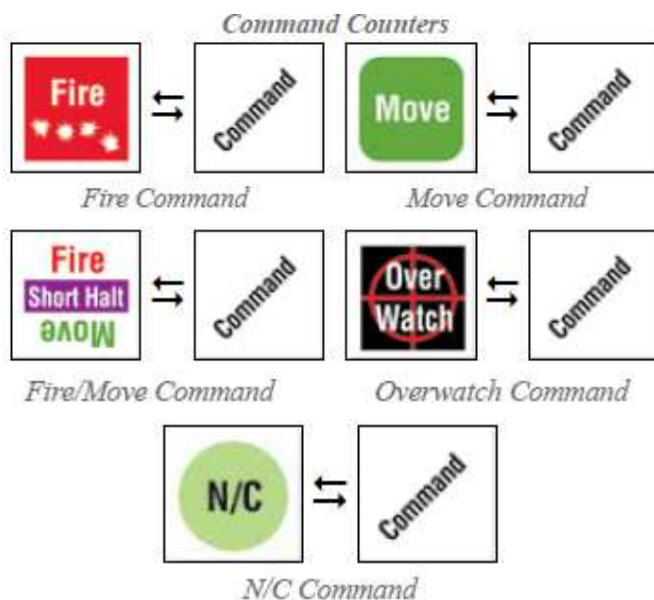 Command Counters
Fire
Command
Move
Command
Fire Command
Move Command
Fire
Short Halt
Move
Command
Over
Watch
Command
Fire/Move Command
Overwatch Command
N/C
Command
N/C Command